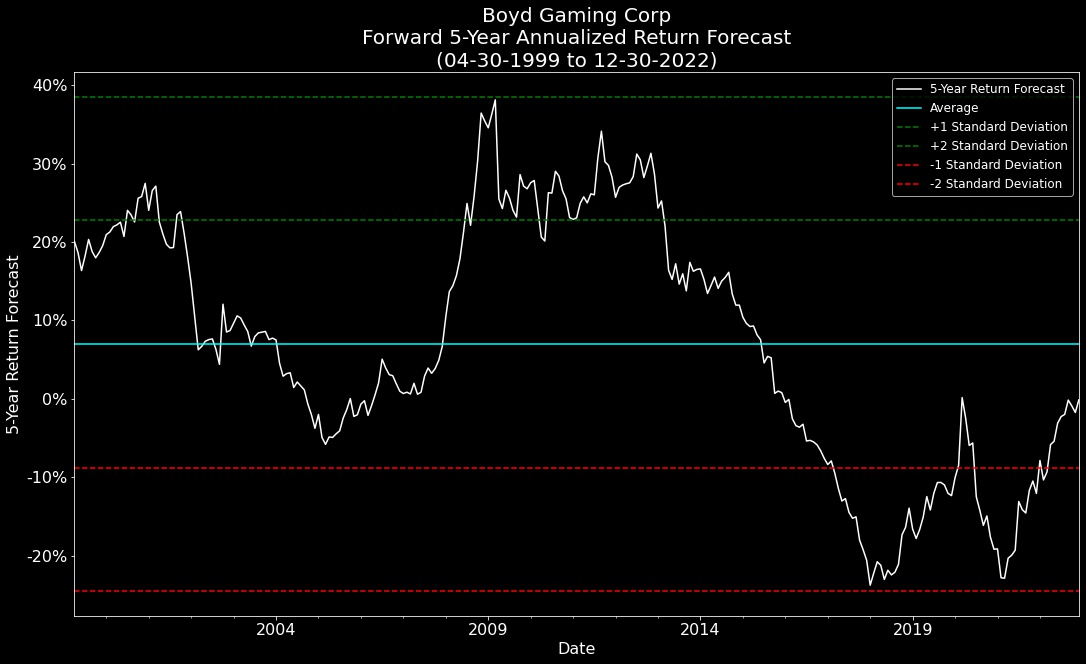 Boyd Gaming Corp
Forward 5-Year Annualized Return Forecast
(04-30-1999 to 12-30-2022)
40%
30%
20%
10%
0%
-10%
-20%
5-Year Return Forecast
5-Year Return Forecast
Average
+1 Standard Deviation
+2 Standard Deviation
-1 Standard Deviation
-2 Standard Deviation
2004
2009
2014
2019
Date